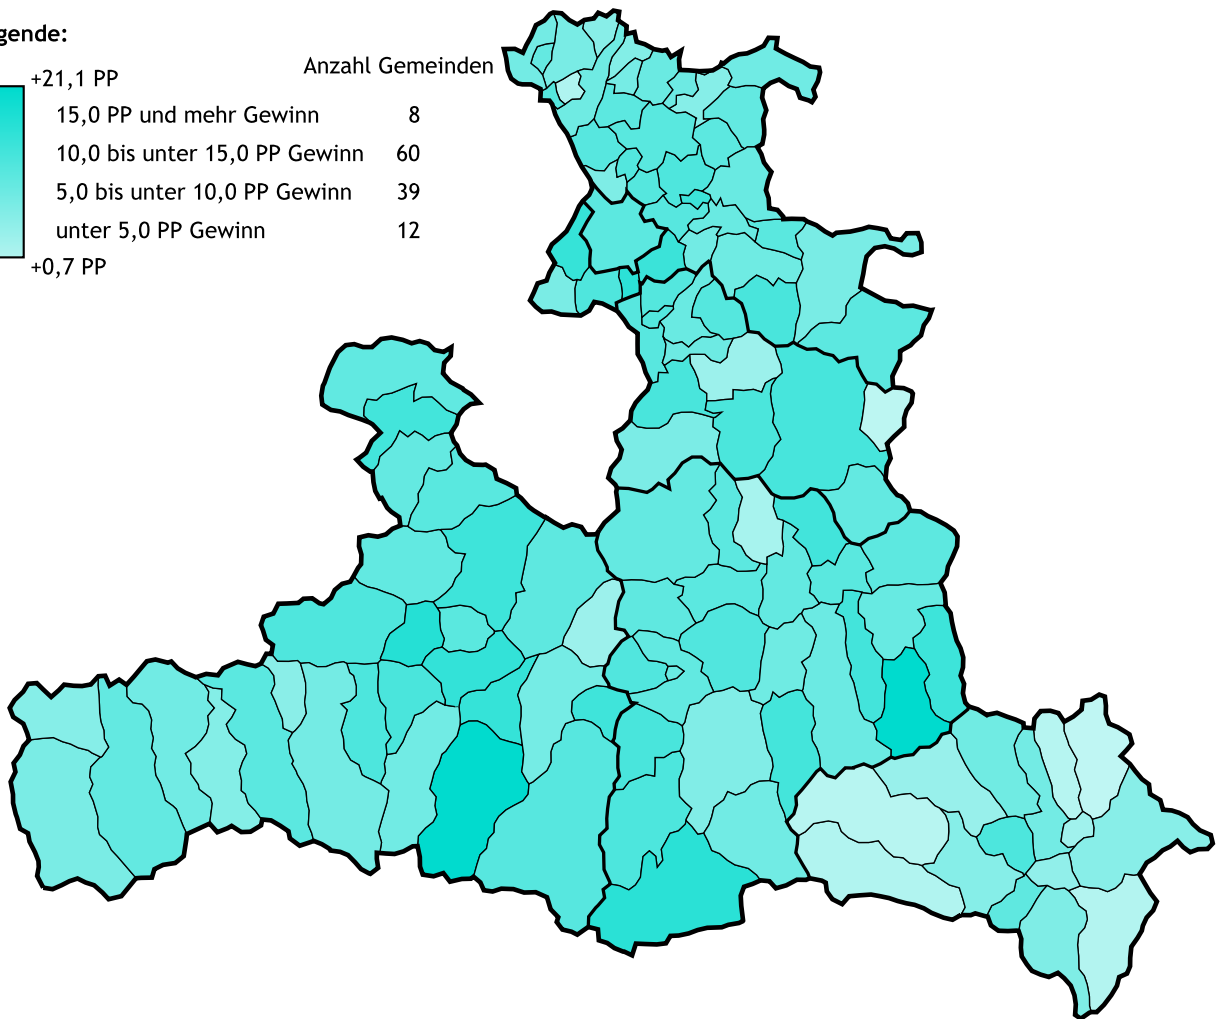 gende:
Anzahl Gemeinden
+21,1 PP
15,0 PP und mehr Gewinn 8
10,0 bis unter 15,0 PP Gewinn 60
5,0 bis unter 10,0 PP Gewinn 39
unter 5,0 PP Gewinn 12
+0,7 PP